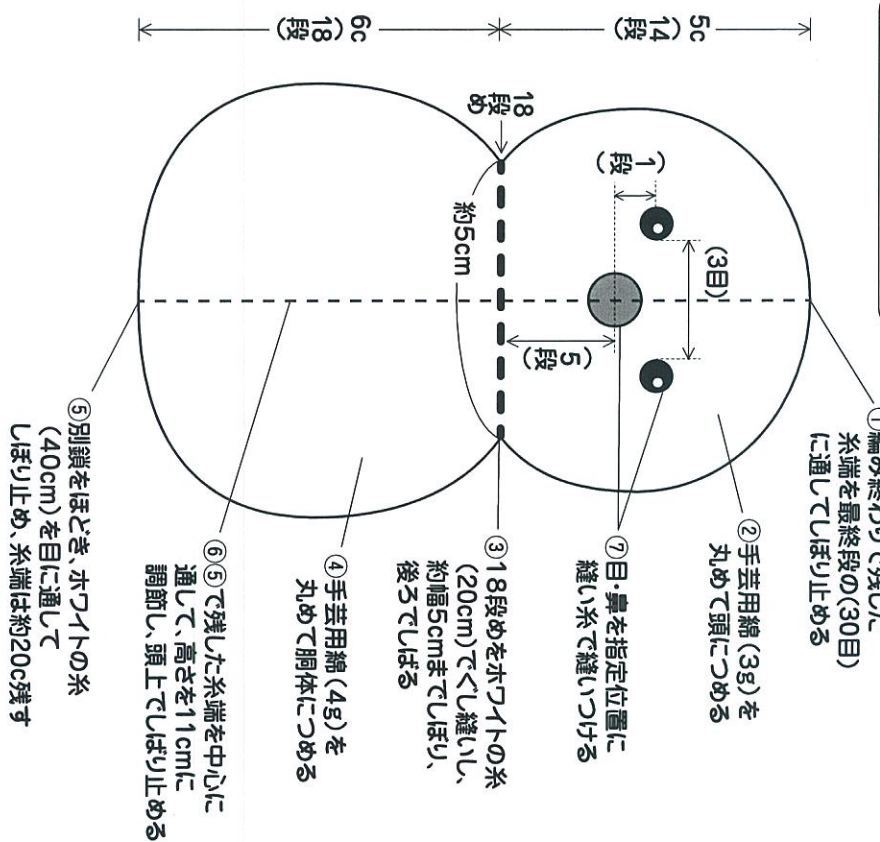 ①編み終わりで残した
糸端を最終段の(30目)
に通してしぼり止める
②手芸用綿(3g)を
丸めて頭につめる
⑦目・鼻を指定位置に
縫い糸で縫いつける
③18段めをホワイトの糸
(20cm)でぐし縫いし、
約幅5cmまでしぼり、
後ろでしばる
④手芸用綿(4g)を
丸めて胴体につめる
⑥⑤で残した糸端を中心に
通して、高さを11cmに
調節し、頭上でしばり止める
⑤別鎖をほどき、ホワイトの糸
(40cm)を目に通して
しぼり止め、糸端は約20c残す
5c
(14段)
6c
(18段)
18段め
(1段)
(3目)
(5段)
約5cm